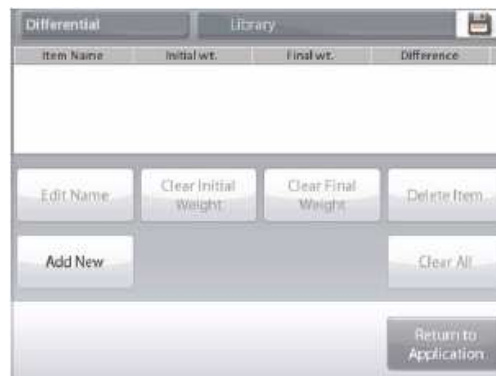 Differential Library
Item Name Initial wt. Final wt. Difference
Edit Name Clear Initial Weight Clear Final Weight Delete Item
Add New Clear All
Return to
Application